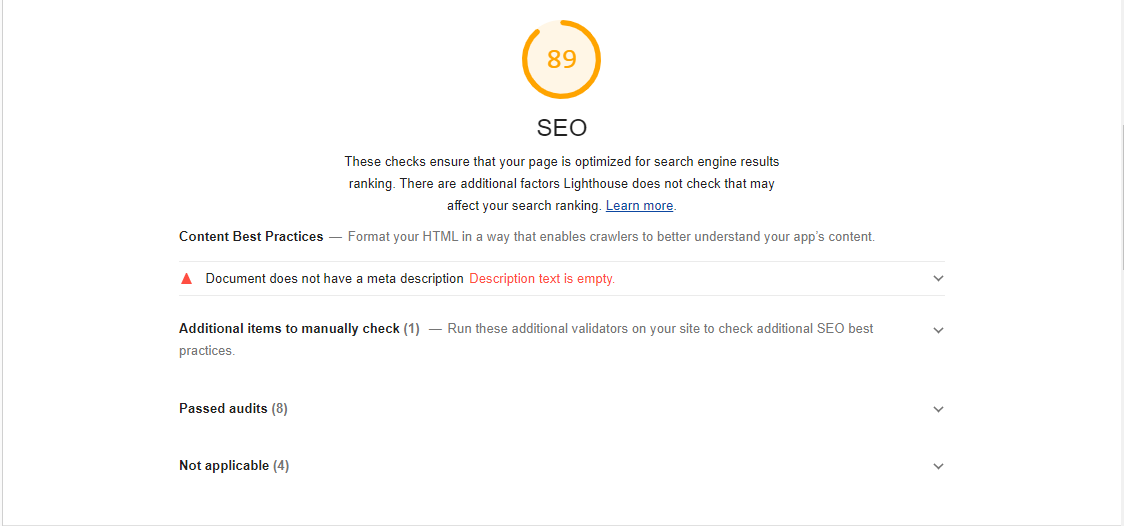 89
SEO
These checks ensure that your page is optimized for search engine results
ranking. There are additional factors Lighthouse does not check that may
affect your search ranking. Learn more.
Content Best Practices — Format your HTML in a way that enables crawlers to better understand your app's content.
Document does not have a meta description Description text is empty.
Additional items to manually check (1) — Run these additional validators on your site to check additional SEO best
practices.
Passed audits (8)
Not applicable (4)